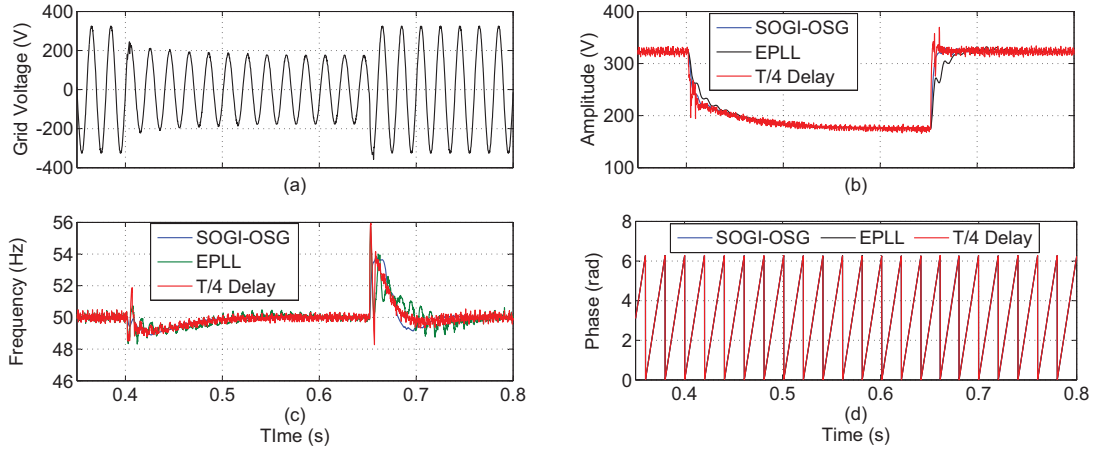 Grid Voltage (V)
400
200
0
-200
-400
(a)
Amplitude (V)
400
300
200
100
SOGI-OSG
EPLL
T/4 Delay
(b)
Frequency (Hz)
56
54
52
50
48
46
SOGI-OSG
EPLL
T/4 Delay
0.4 0.5 0.6 0.7 0.8
(c)
TIme (s)
Phase (rad)
8
6
4
2
0
SOGI-OSG EPLL T/4 Delay
0.4 0.5 0.6 0.7 0.8
(d)
Time (s)